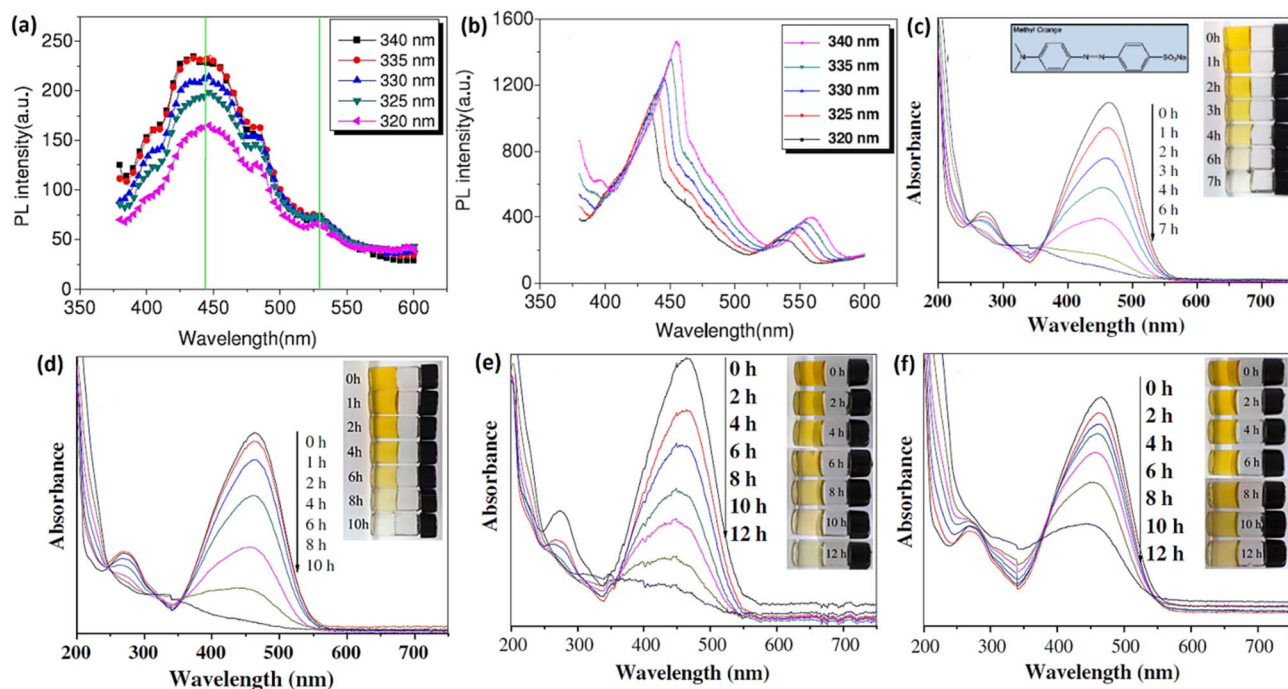 (a)
PL intensity(a.u.)
250
200
150
100
50
0
350
400
450
500
550
600
650
Wavelength(nm)
340 nm
335 nm
330 nm
325 nm
320 nm
(b)
PL intensity(a.u.)
1600
1200
800
400
0
350
400
450
500
550
600
Wavelength(nm)
340 nm
335 nm
330 nm
325 nm
320 nm
(c)
Absorbance
Methyl Orange
N
N
N
SO₃Na
0h
1h
2h
3h
4h
6h
7h
0 h
1 h
2 h
3 h
4 h
6 h
7 h
200
300
400
500
600
700
Wavelength (nm)
(d)
Absorbance
0h
1h
2h
4h
6h
8h
10h
0 h
1 h
2 h
4 h
6 h
8 h
10 h
200
300
400
500
600
700
Wavelength (nm)
(e)
Absorbance
0 h
2 h
4 h
6 h
8 h
10 h
12 h
0 h
2 h
4 h
6 h
8 h
10 h
12 h
200
300
400
500
600
700
Wavelength (nm)
(f)
Absorbance
0 h
2 h
4 h
6 h
8 h
10 h
12 h
0 h
2 h
4 h
6 h
8 h
10 h
12 h
200
300
400
500
600
700
Wavelength (nm)